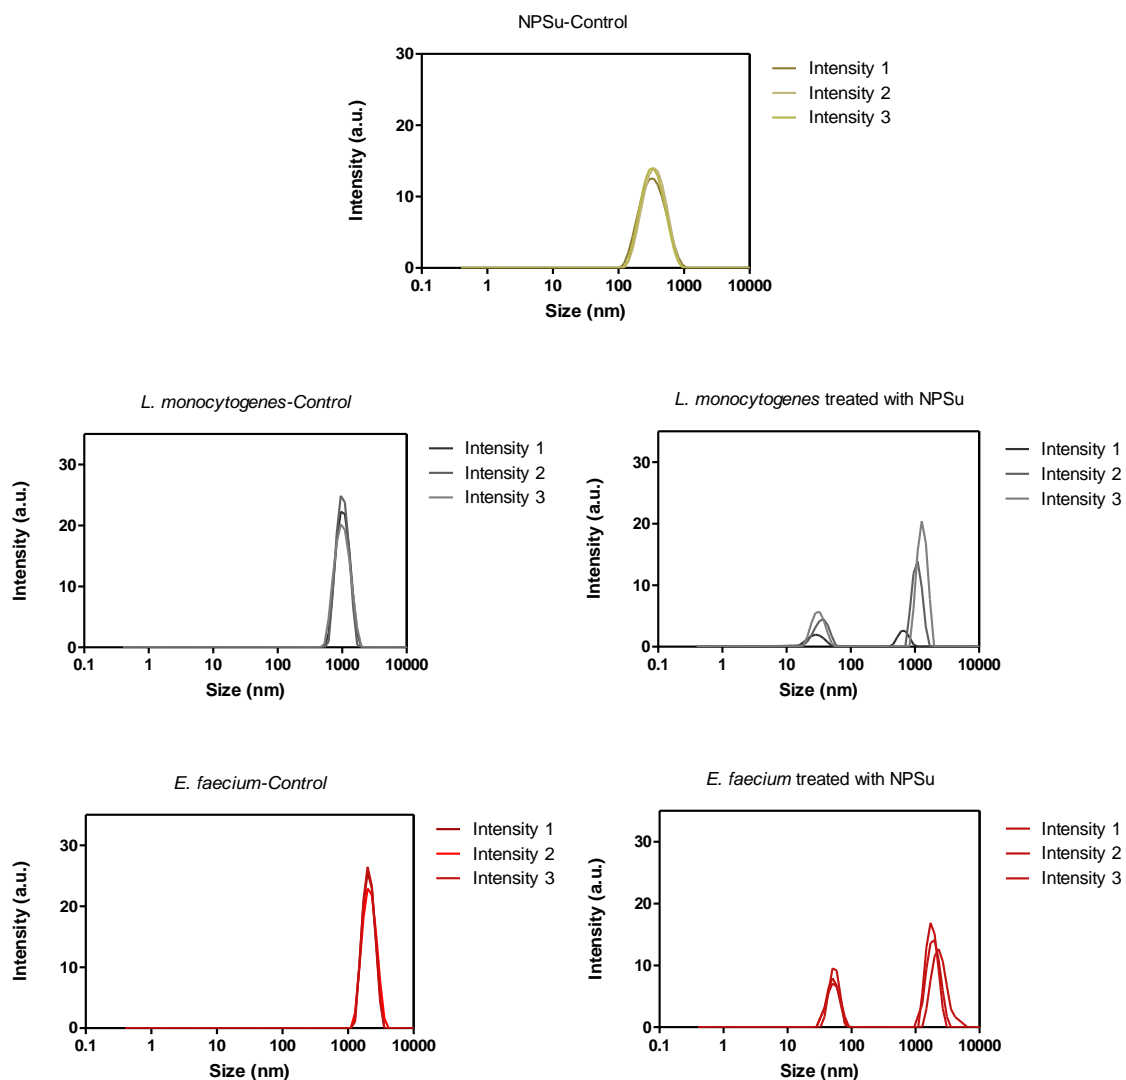 NPSu-Control
30
20
10
0
0.1 1 10 100 1000 10000
Intensity (a.u.)
Size (nm)
Intensity 1
Intensity 2
Intensity 3
L. monocytogenes-Control
30
20
10
0
0.1 1 10 100 1000 10000
Intensity (a.u.)
Size (nm)
Intensity 1
Intensity 2
Intensity 3
L. monocytogenes treated with NPSu
30
20
10
0
0.1 1 10 100 1000 10000
Intensity (a.u.)
Size (nm)
Intensity 1
Intensity 2
Intensity 3
E. faecium-Control
30
20
10
0
0.1 1 10 100 1000 10000
Intensity (a.u.)
Size (nm)
Intensity 1
Intensity 2
Intensity 3
E. faecium treated with NPSu
30
20
10
0
0.1 1 10 100 1000 10000
Intensity (a.u.)
Size (nm)
Intensity 1
Intensity 2
Intensity 3